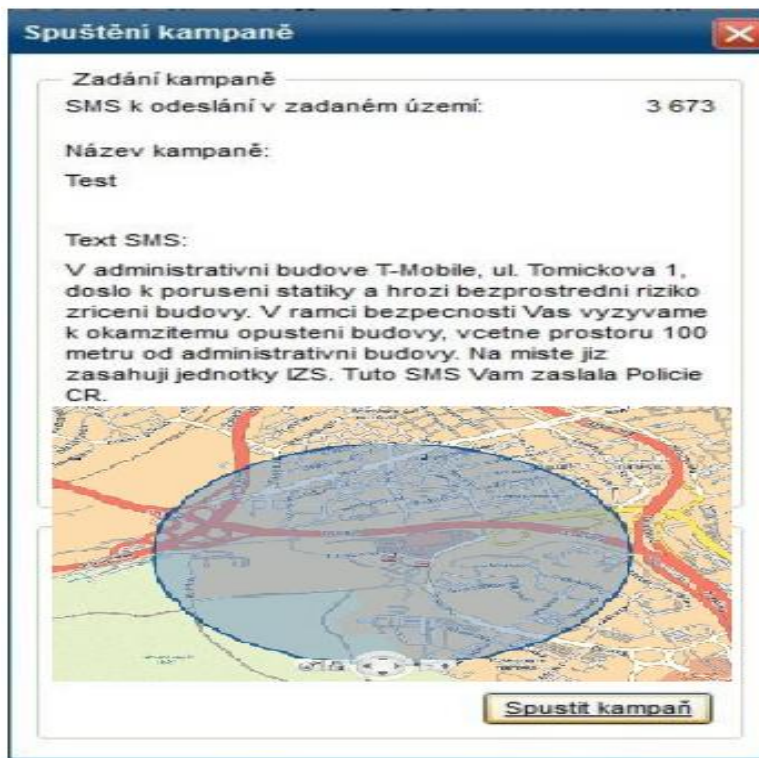 Spuštění kampaně
Zadání kampaně
SMS k odeslání v zadaném území: 3 673
Název kampaně:
Test
Text SMS:
V administrativni budove T-Mobile, ul. Tomickova 1,
doslo k poruseni statiky a hrozi bezprostredni riziko
zriceni budovy. V ramci bezpecnosti Vas vyzyvame
k okamzitemu opusteni budovy, vcetne prostoru 100
metru od administrativni budovy. Na miste jiz
zasahuji jednotky IZS. Tuto SMS Vam zaslala Policie
CR.
Spustit kampaň